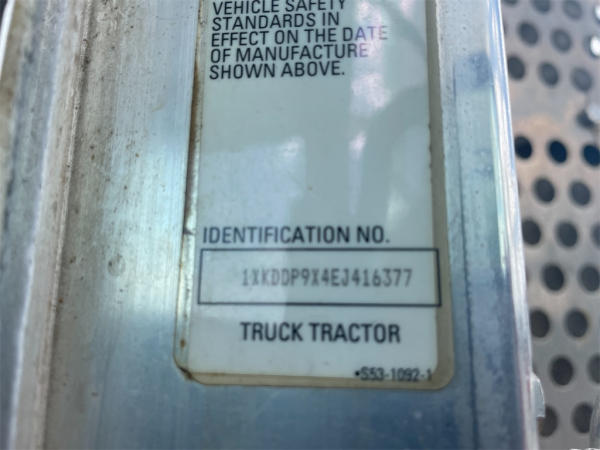 VEHICLE SAFETY
STANDARDS IN
EFFECT ON THE DATE
OF MANUFACTURE
SHOWN ABOVE.
IDENTIFICATION NO.
1XKDDP9X4EJ416377
TRUCK TRACTOR
•S53-1092-1